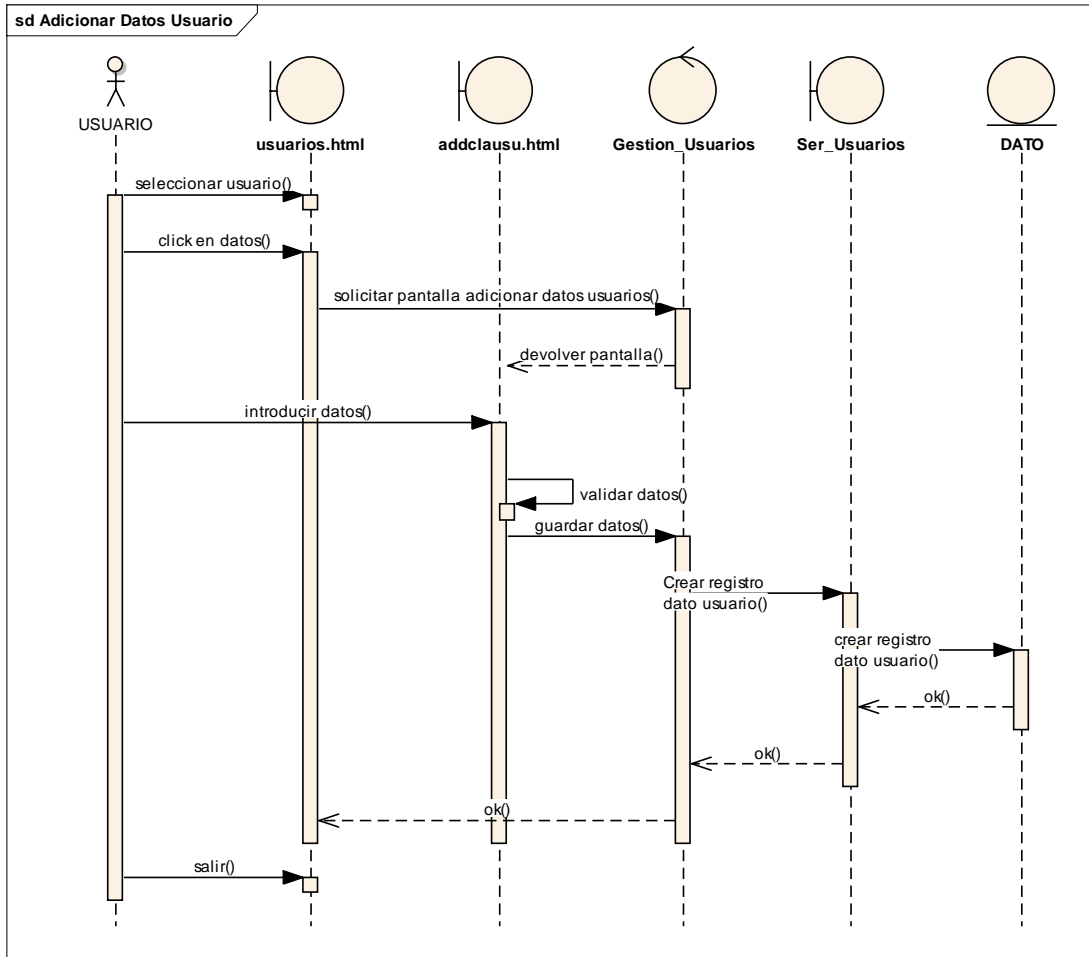 sd Adicionar Datos Usuario
USUARIO
usuarios.html
addclausu.html
Gestion_Usuarios
Ser_Usuarios
DATO
seleccionar usuario()
click en datos()
solicitar pantalla adicionar datos usuarios()
devolver pantalla()
introducir datos()
validar datos()
guardar datos()
Crear registro
dato usuario()
crear registro
dato usuario()
ok()
ok()
ok()
salir()